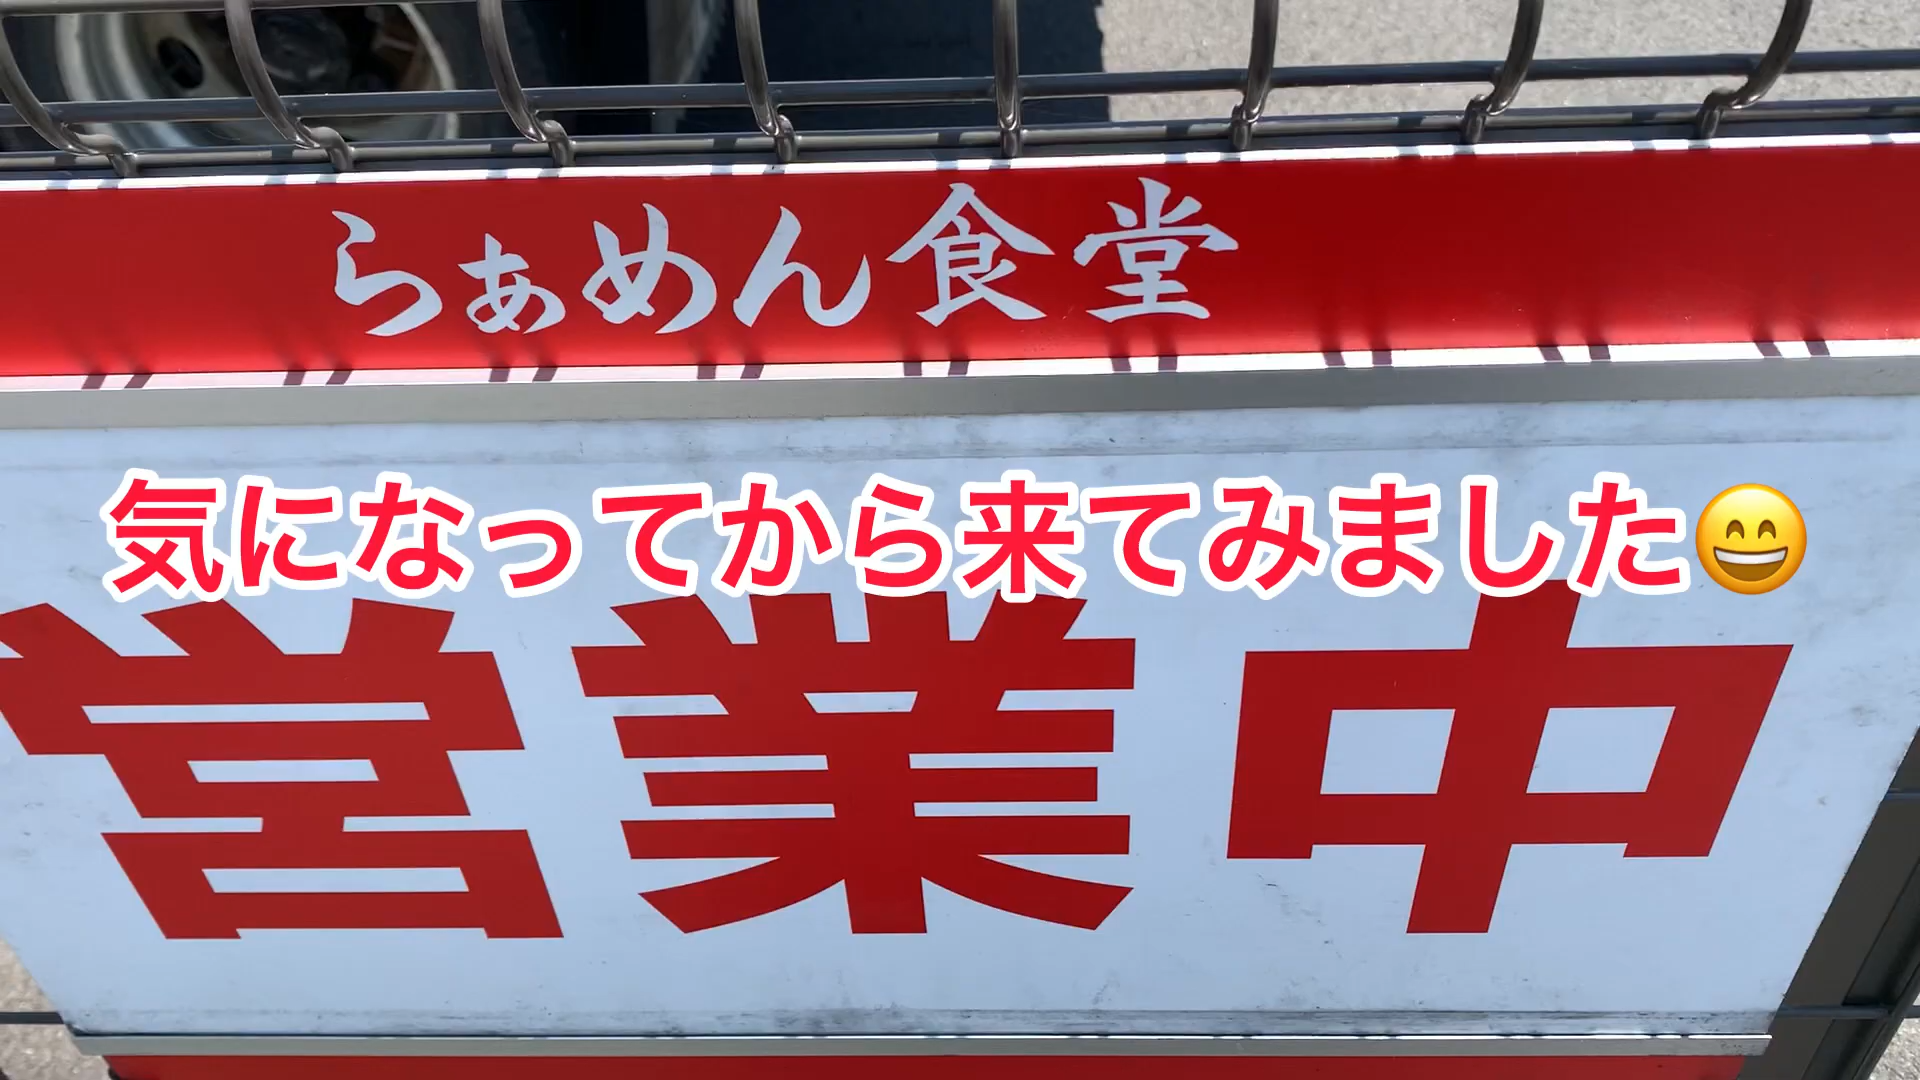 らぁめん食堂
気になってから来てみました😄
営業中